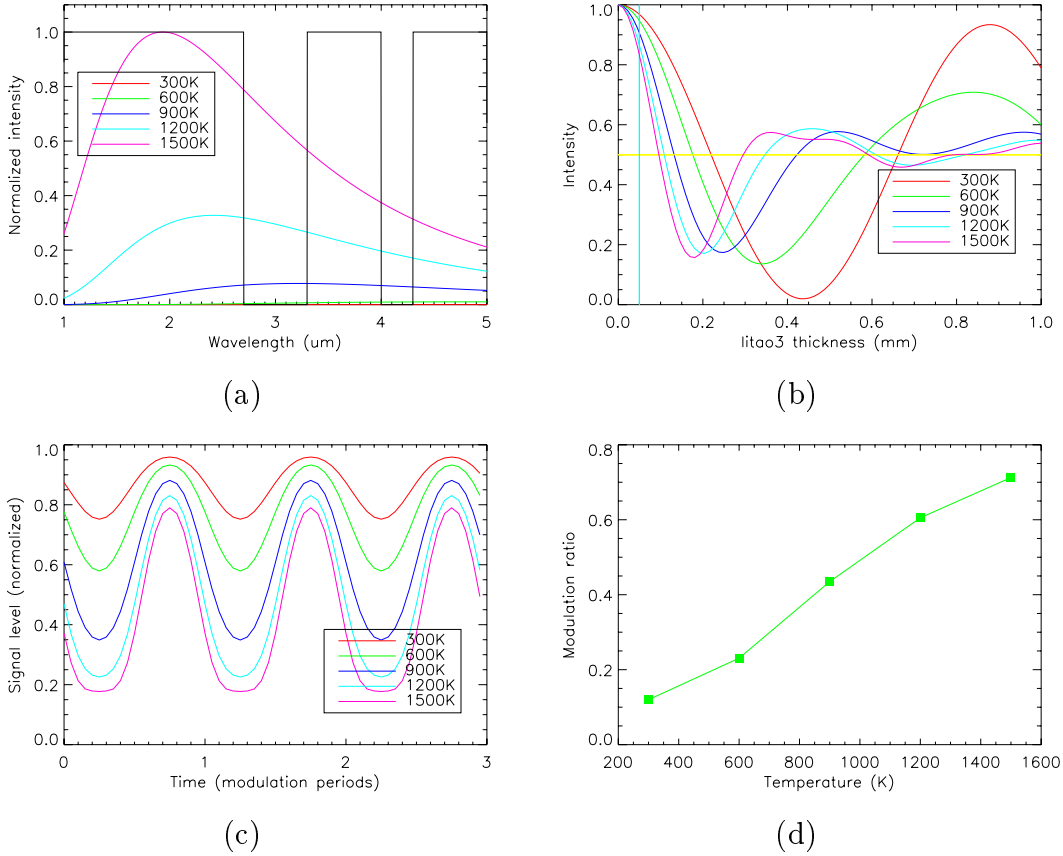 1.0
0.8
0.6
0.4
0.2
0.0
Normalized intensity
300K
600K
900K
1200K
1500K
1
2
3
4
5
Wavelength (um)
(a)
1.0
0.8
0.6
0.4
0.2
0.0
Intensity
300K
600K
900K
1200K
1500K
0.0
0.2
0.4
0.6
0.8
1.0
litao3 thickness (mm)
(b)
1.0
0.8
0.6
0.4
0.2
0.0
Signal level (normalized)
300K
600K
900K
1200K
1500K
0
1
2
3
Time (modulation periods)
(c)
0.8
0.6
0.4
0.2
0.0
Modulation ratio
200
400
600
800
1000
1200
1400
1600
Temperature (K)
(d)